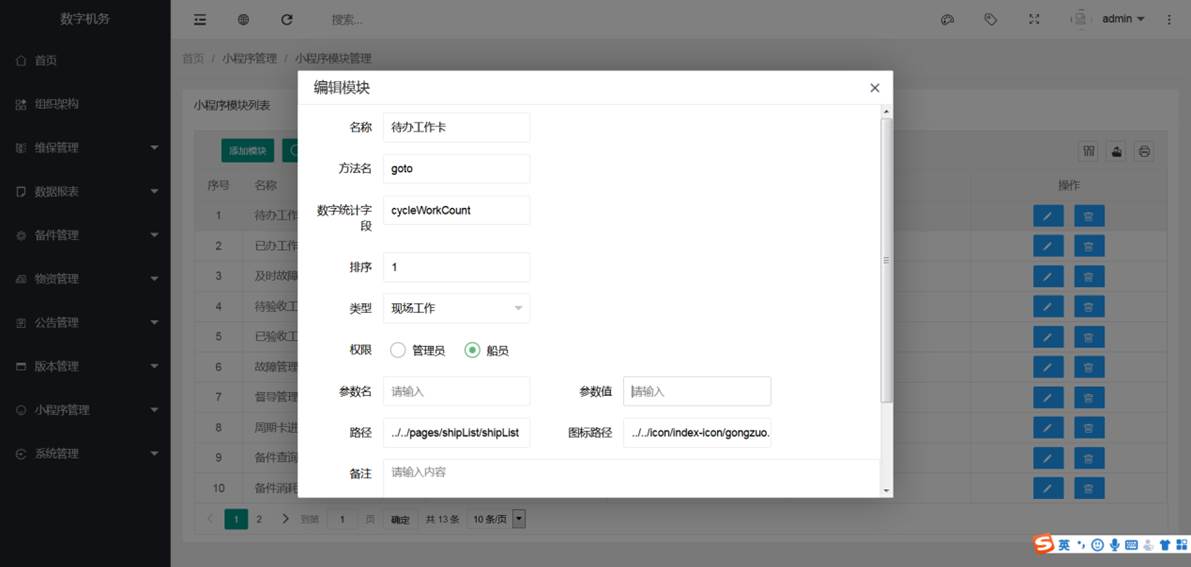 数字机务
搜索...
admin
首页 / 小程序管理 / 小程序模块管理
首页
组织架构
维保管理
数据报表
备件管理
物资管理
公告管理
版本管理
小程序管理
系统管理
小程序模块列表
添加模块
序号 名称 操作
1 待办工作
2 已办工作
3 及时故障
4 待验收工
5 已验收工
6 故障管理
7 督导管理
8 周期卡进
9 备件查询
10 备件消耗
编辑模块
名称 待办工作卡
方法名 goto
数字统计字
段
cycleWorkCount
排序 1
类型 现场工作
权限 管理员 船员
参数名 请输入 参数值 请输入
路径 ../../pages/shipList/shipList 图标路径 ../../icon/index-icon/gongzuo.
备注 请输入内容
1 2 到第 1 页 确定 共 13 条 10 条/页
S 英